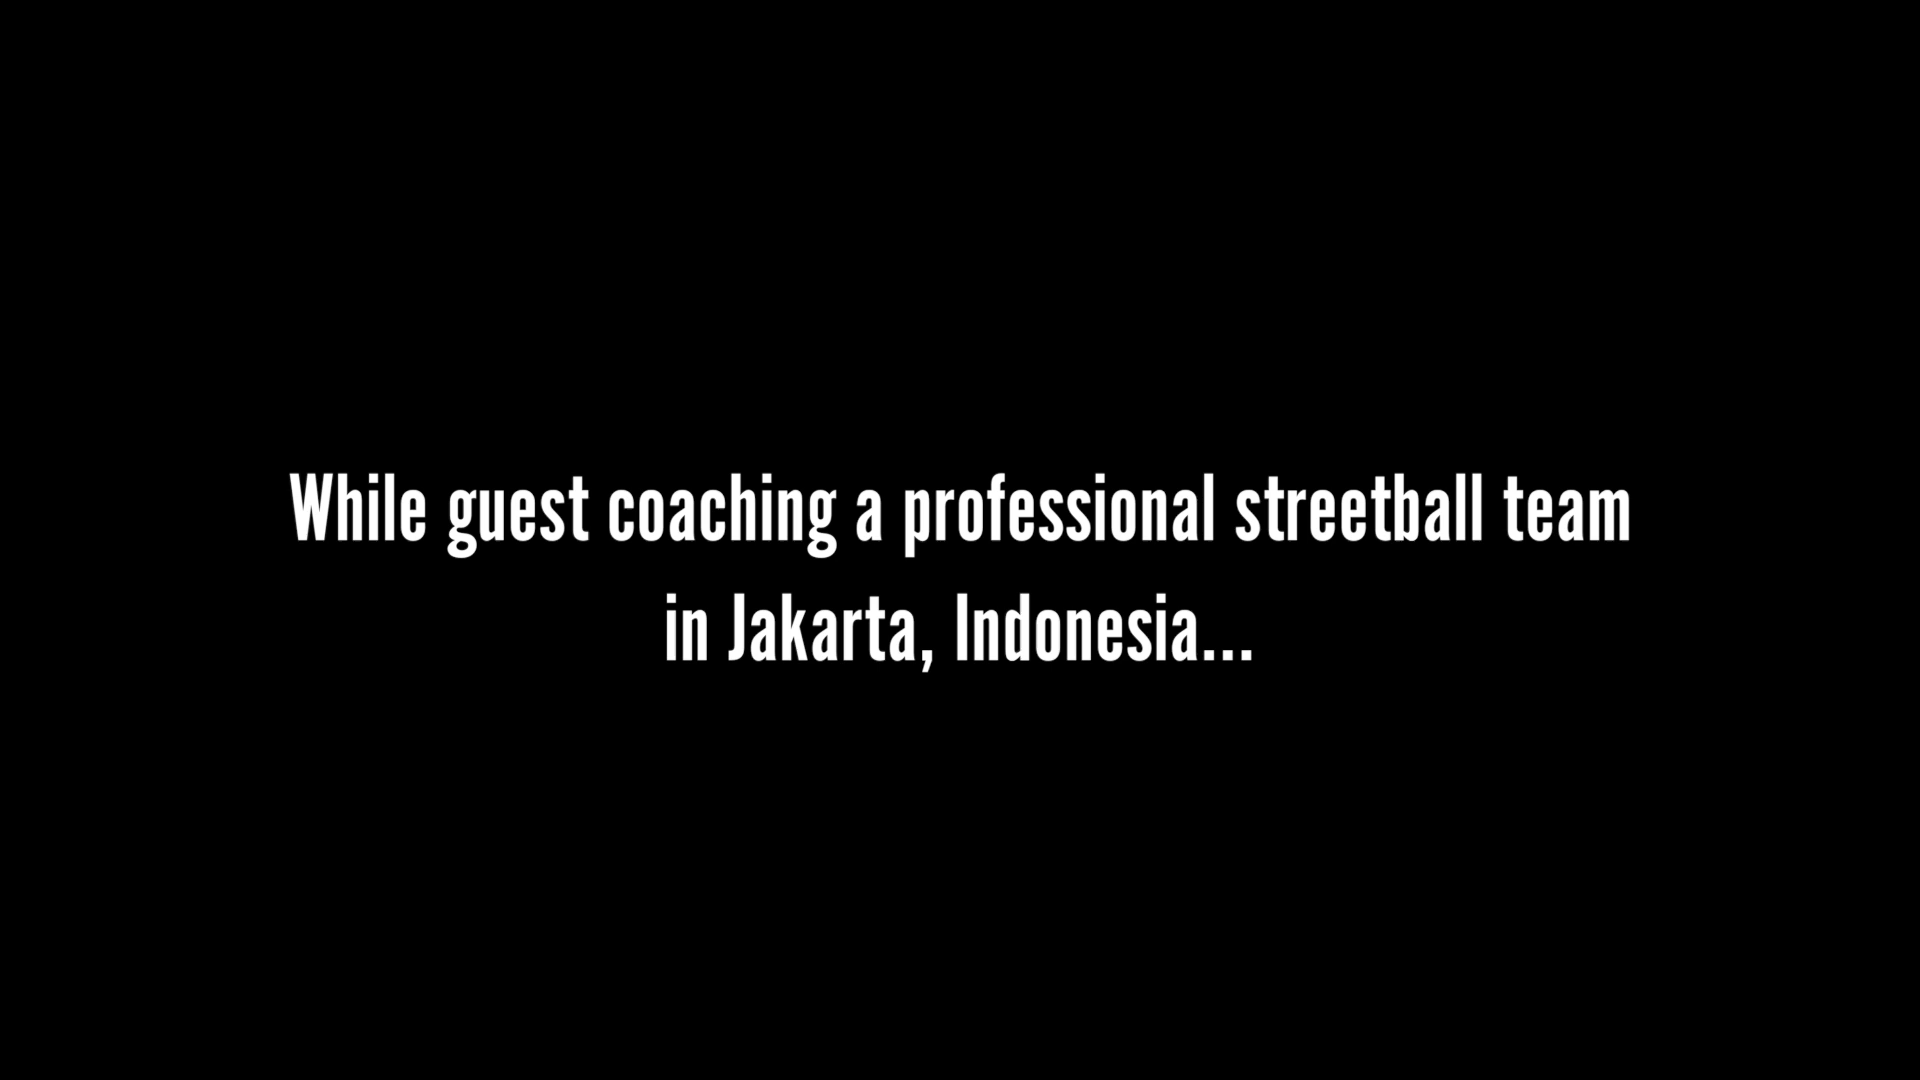 While guest coaching a professional streetball team
in Jakarta, Indonesia...